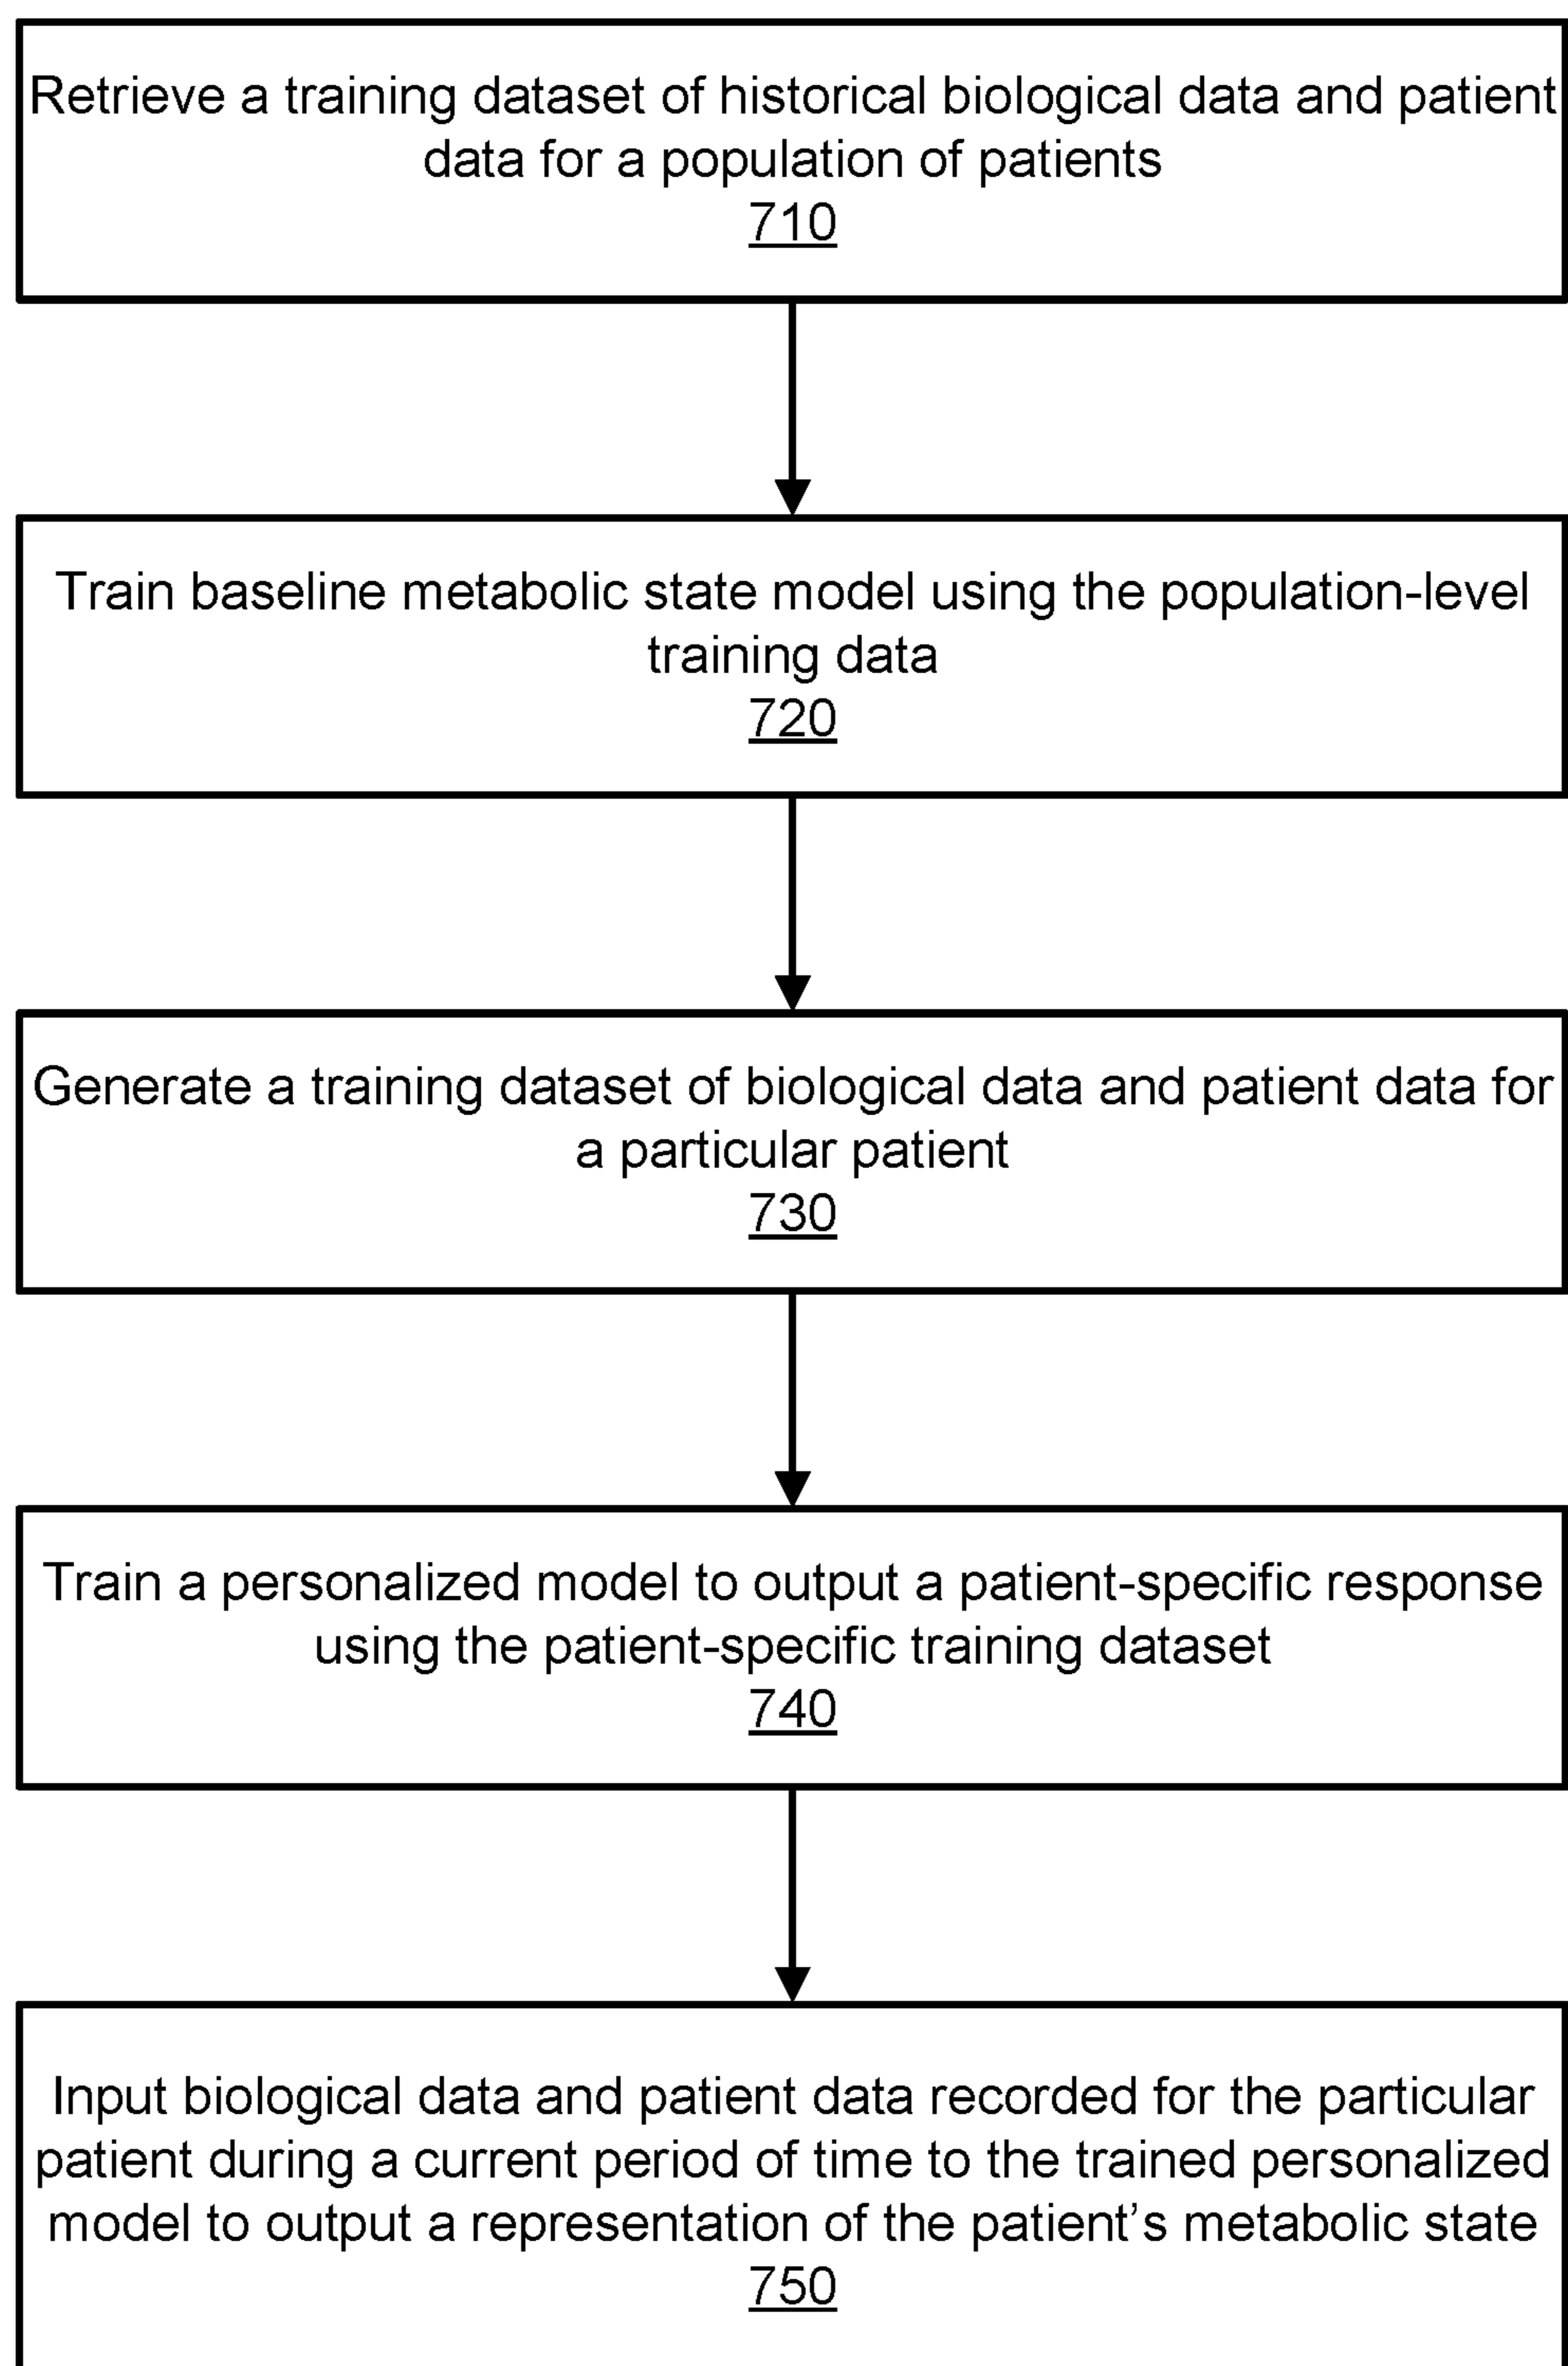 Retrieve a training dataset of historical biological data and patient
data for a population of patients
710
Train baseline metabolic state model using the population-level
training data
720
Generate a training dataset of biological data and patient data for
a particular patient
730
Train a personalized model to output a patient-specific response
using the patient-specific training dataset
740
Input biological data and patient data recorded for the particular
patient during a current period of time to the trained personalized
model to output a representation of the patient’s metabolic state
750